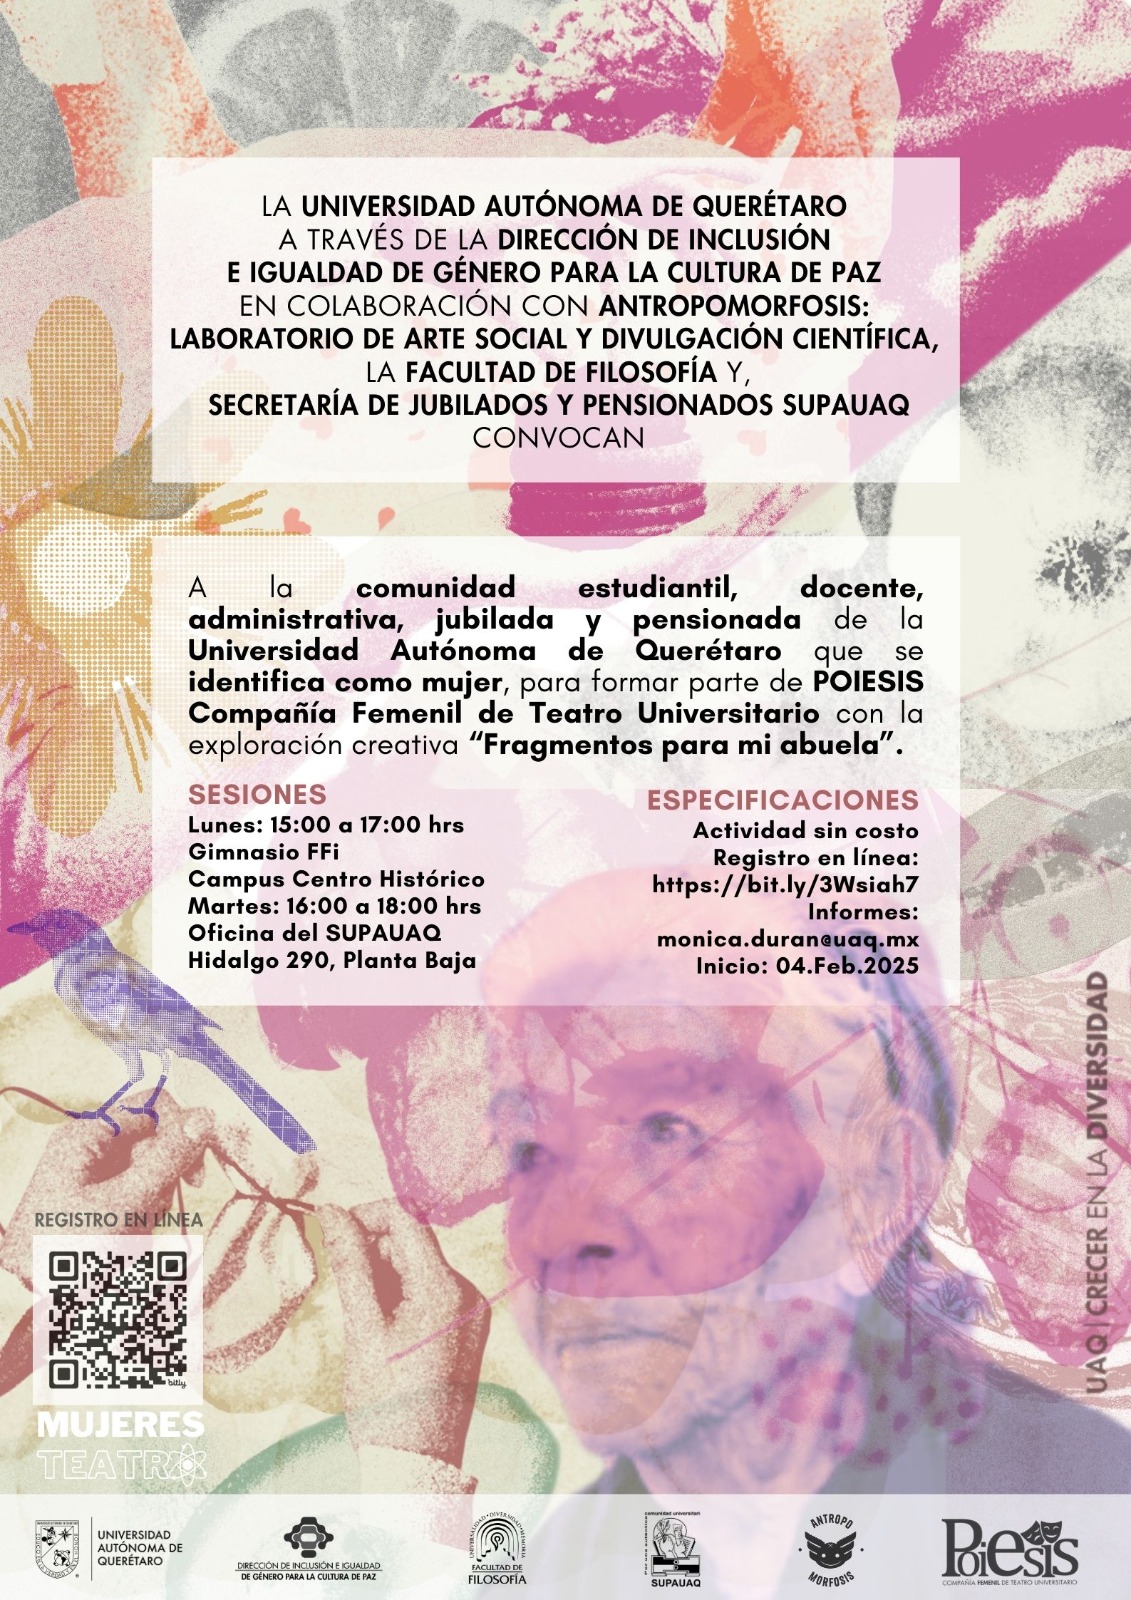 LA UNIVERSIDAD AUTÓNOMA DE QUERÉTARO
A TRAVÉS DE LA DIRECCIÓN DE INCLUSIÓN
E IGUALDAD DE GÉNERO PARA LA CULTURA DE PAZ
EN COLABORACIÓN CON ANTROPOMORFOSIS:
LABORATORIO DE ARTE SOCIAL Y DIVULGACIÓN CIENTÍFICA,
LA FACULTAD DE FILOSOFÍA Y,
SECRETARÍA DE JUBILADOS Y PENSIONADOS SUPAUAQ
CONVOCAN
A la comunidad estudiantil, docente,
administrativa, jubilada y pensionada de la
Universidad Autónoma de Querétaro que se
identifica como mujer, para formar parte de POIESIS
Compañía Femenil de Teatro Universitario con la
exploración creativa “Fragmentos para mi abuela”.
SESIONES
Lunes: 15:00 a 17:00 hrs
Gimnasio FFi
Campus Centro Histórico
Martes: 16:00 a 18:00 hrs
Oficina del SUPAUAQ
Hidalgo 290, Planta Baja
ESPECIFICACIONES
Actividad sin costo
Registro en línea:
https://bit.ly/3Wsiah7
Informes:
monica.duran@uaq.mx
Inicio: 04.Feb.2025
UAQ | CRECER EN LA DIVERSIDAD
REGISTRO EN LÍNEA
bitly
MUJERES
TEATRO
UNIVERSIDAD
AUTÓNOMA DE
QUERÉTARO
DIRECCIÓN DE INCLUSIÓN E IGUALDAD
DE GÉNERO PARA LA CULTURA DE PAZ
UNIVERSALIDAD • DIVERSIDAD • MEMORIA
FACULTAD DE
FILOSOFÍA
SUPAUAQ
ANTROPO
MORFOSIS
Poiesis
COMPAÑÍA FEMENIL DE TEATRO UNIVERSITARIO